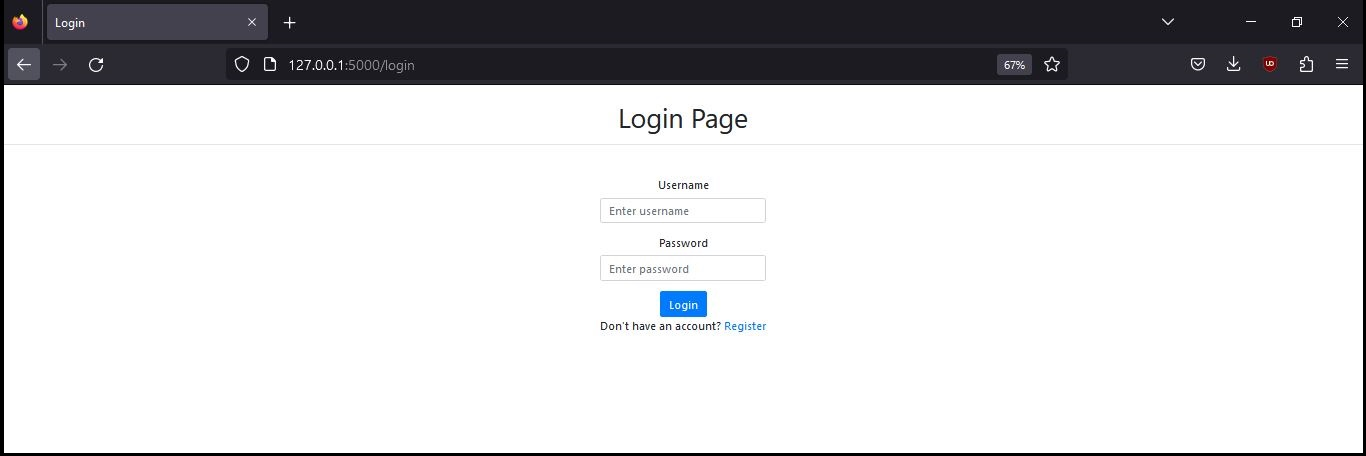 Login
127.0.0.1:5000/login
67%
Login Page
Username
Enter username
Password
Enter password
Login
Don't have an account? Register